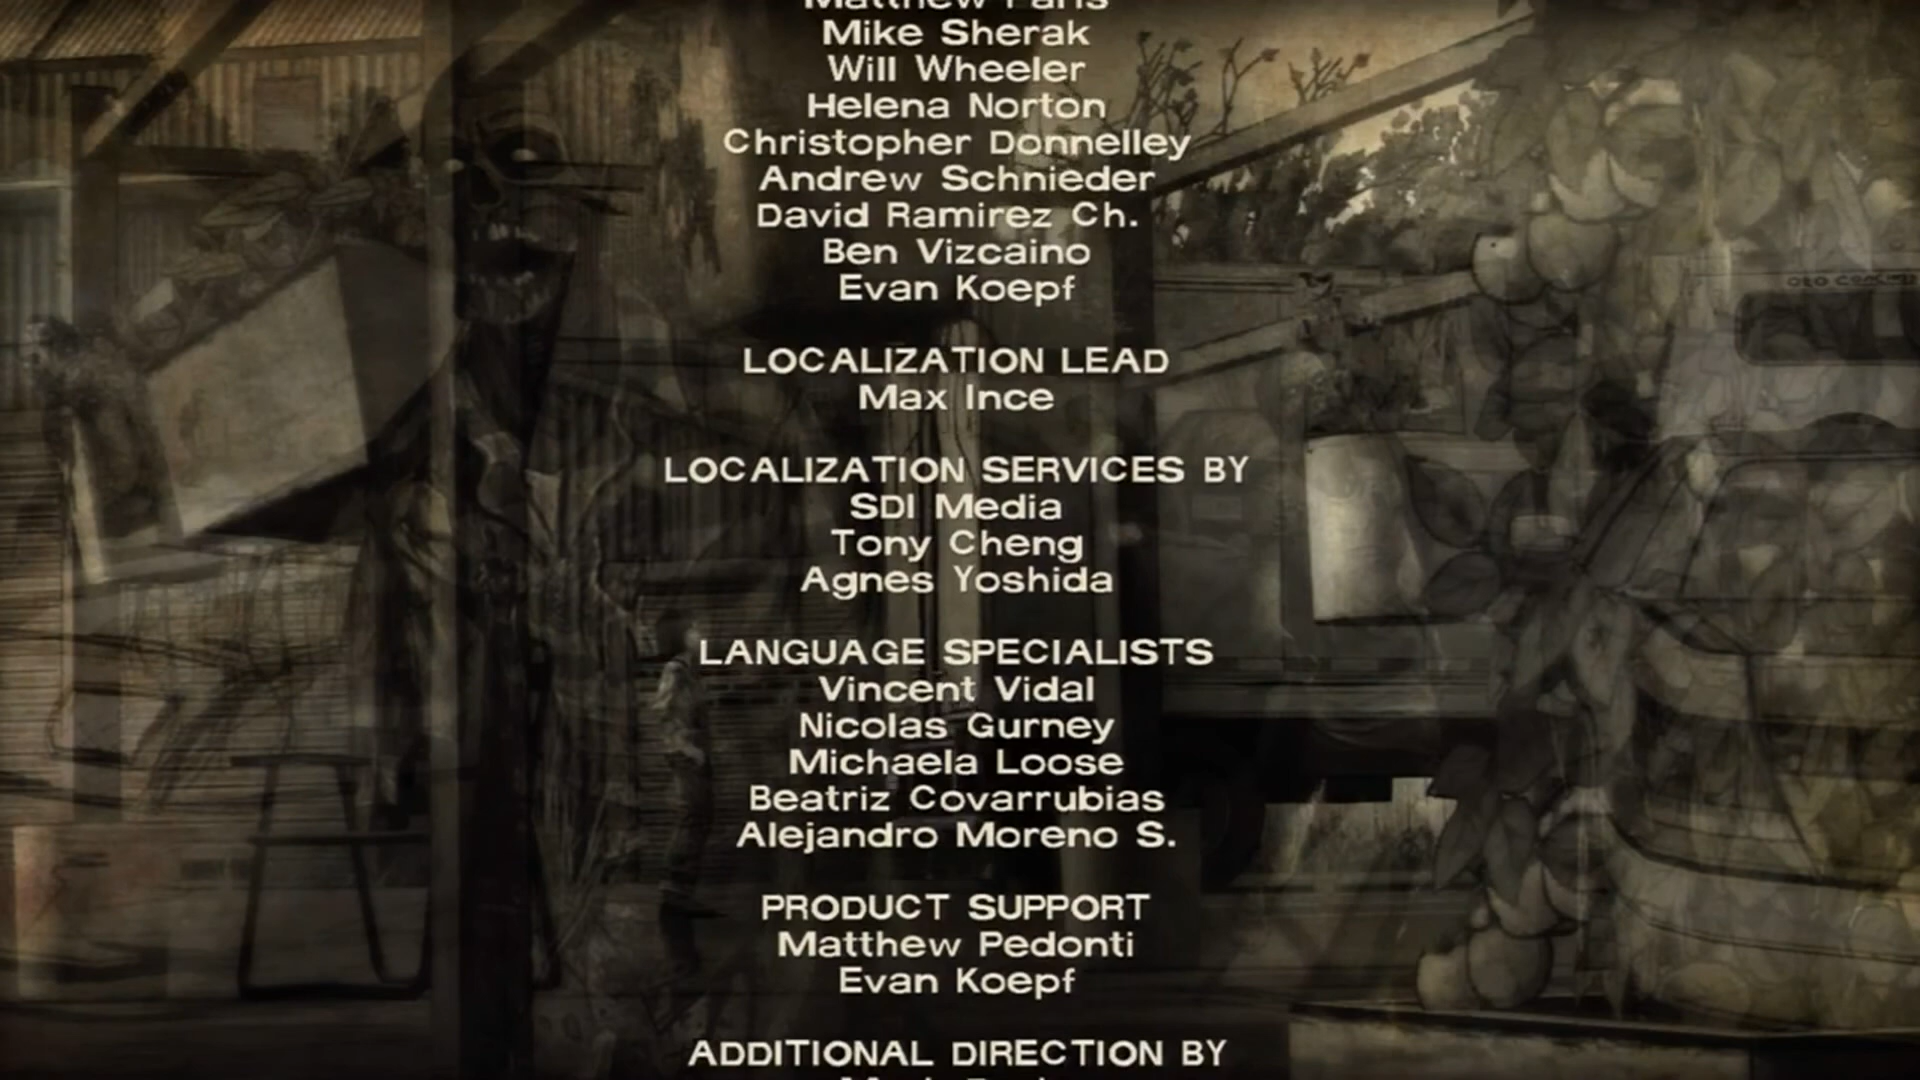 Matthew Paris
Mike Sherak
Will Wheeler
Helena Norton
Christopher Donnelley
Andrew Schnieder
David Ramirez Ch.
Ben Vizcaino
Evan Koepf
LOCALIZATION LEAD
Max Ince
LOCALIZATION SERVICES BY
SDI Media
Tony Cheng
Agnes Yoshida
LANGUAGE SPECIALISTS
Vincent Vidal
Nicolas Gurney
Michaela Loose
Beatriz Covarrubias
Alejandro Moreno S.
PRODUCT SUPPORT
Matthew Pedonti
Evan Koepf
ADDITIONAL DIRECTION BY